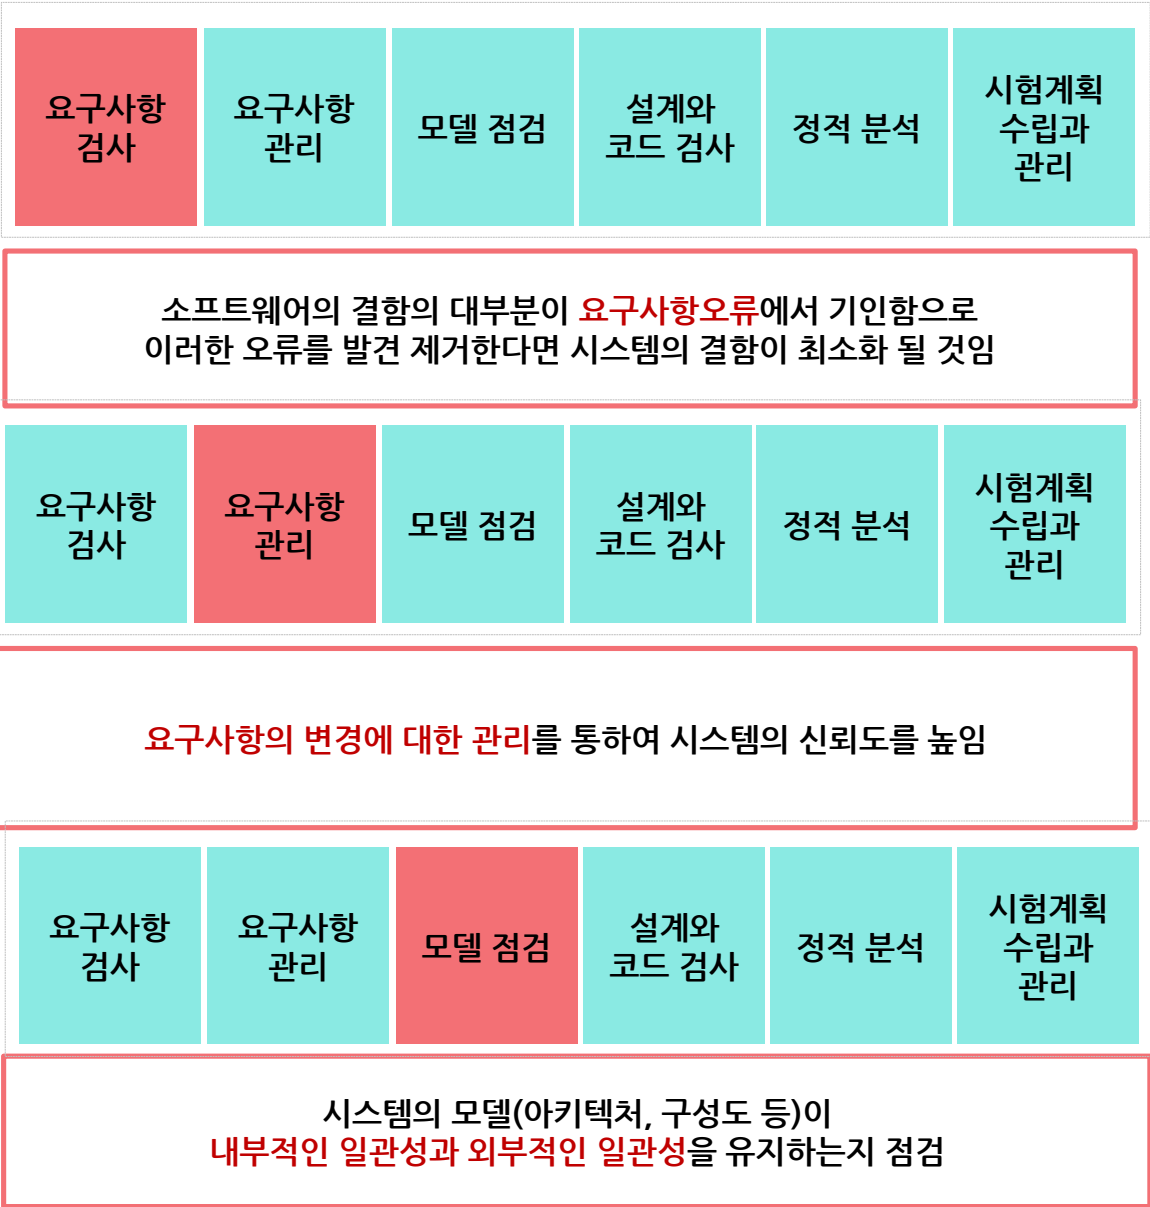 요구사항
검사
요구사항
관리
모델 점검
설계와
코드 검사
정적 분석
시험계획
수립과
관리
소프트웨어의 결함의 대부분이 요구사항오류에서 기인함으로
이러한 오류를 발견 제거한다면 시스템의 결함이 최소화 될 것임
요구사항
검사
요구사항
관리
모델 점검
설계와
코드 검사
정적 분석
시험계획
수립과
관리
요구사항의 변경에 대한 관리를 통하여 시스템의 신뢰도를 높임
요구사항
검사
요구사항
관리
모델 점검
설계와
코드 검사
정적 분석
시험계획
수립과
관리
시스템의 모델(아키텍처, 구성도 등)이
내부적인 일관성과 외부적인 일관성을 유지하는지 점검